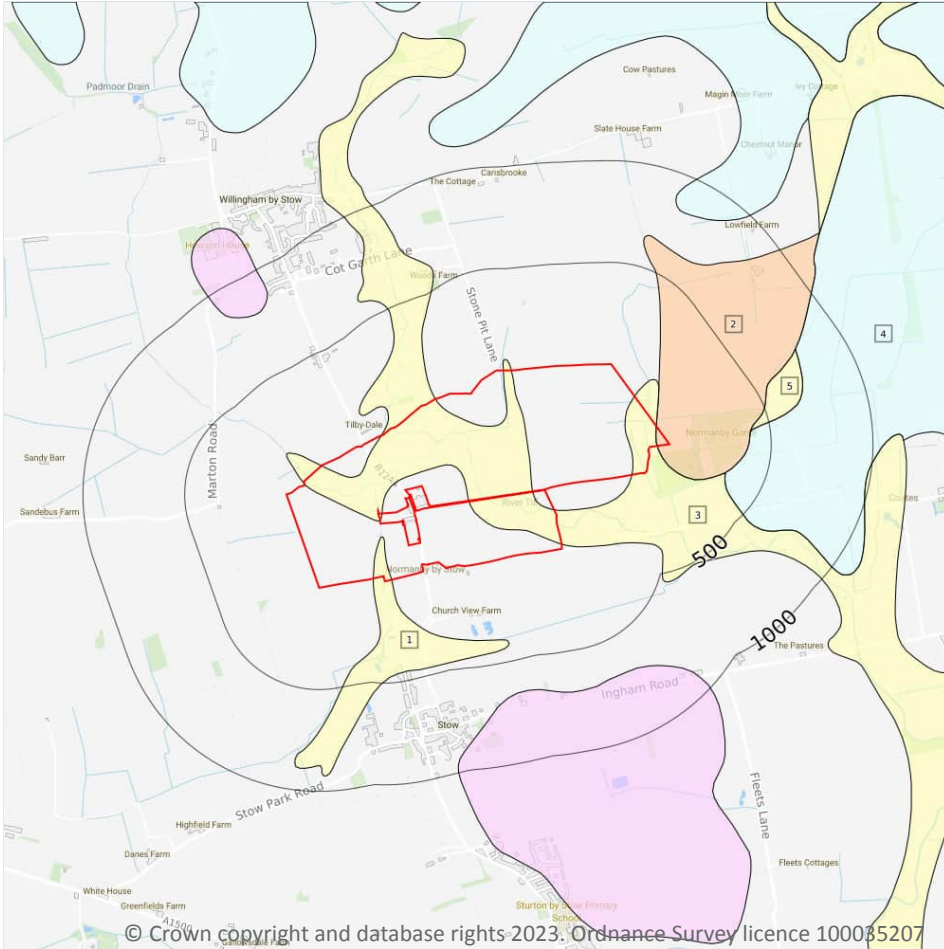 Cow Pastures
Padmoor Drain
Magin Moor Farm
Ivy Cottage
Slate House Farm
Chestnut Manor
Carisbrooke
The Cottage
Willingham by Stow
Lowfield Farm
Hewson House
Cot Garth Lane
Woods Farm
Stone Pit Lane
2
4
5
Tilby Dale
Normanby
Marton Road
Sandy Barr
B1241
Coates
Sandebus Farm
River Till
3
500
Normanby by Stow
Church View Farm
1
1000
The Pastures
Ingham Road
Stow
Stow Park Road
Fleets Lane
Highfield Farm
Danes Farm
Fleets Cottages
White House
Greenfields Farm
Sturton by Stow Primary
School
A1500
Gallowsdale Farm
© Crown copyright and database rights 2023. Ordnance Survey licence 100035207